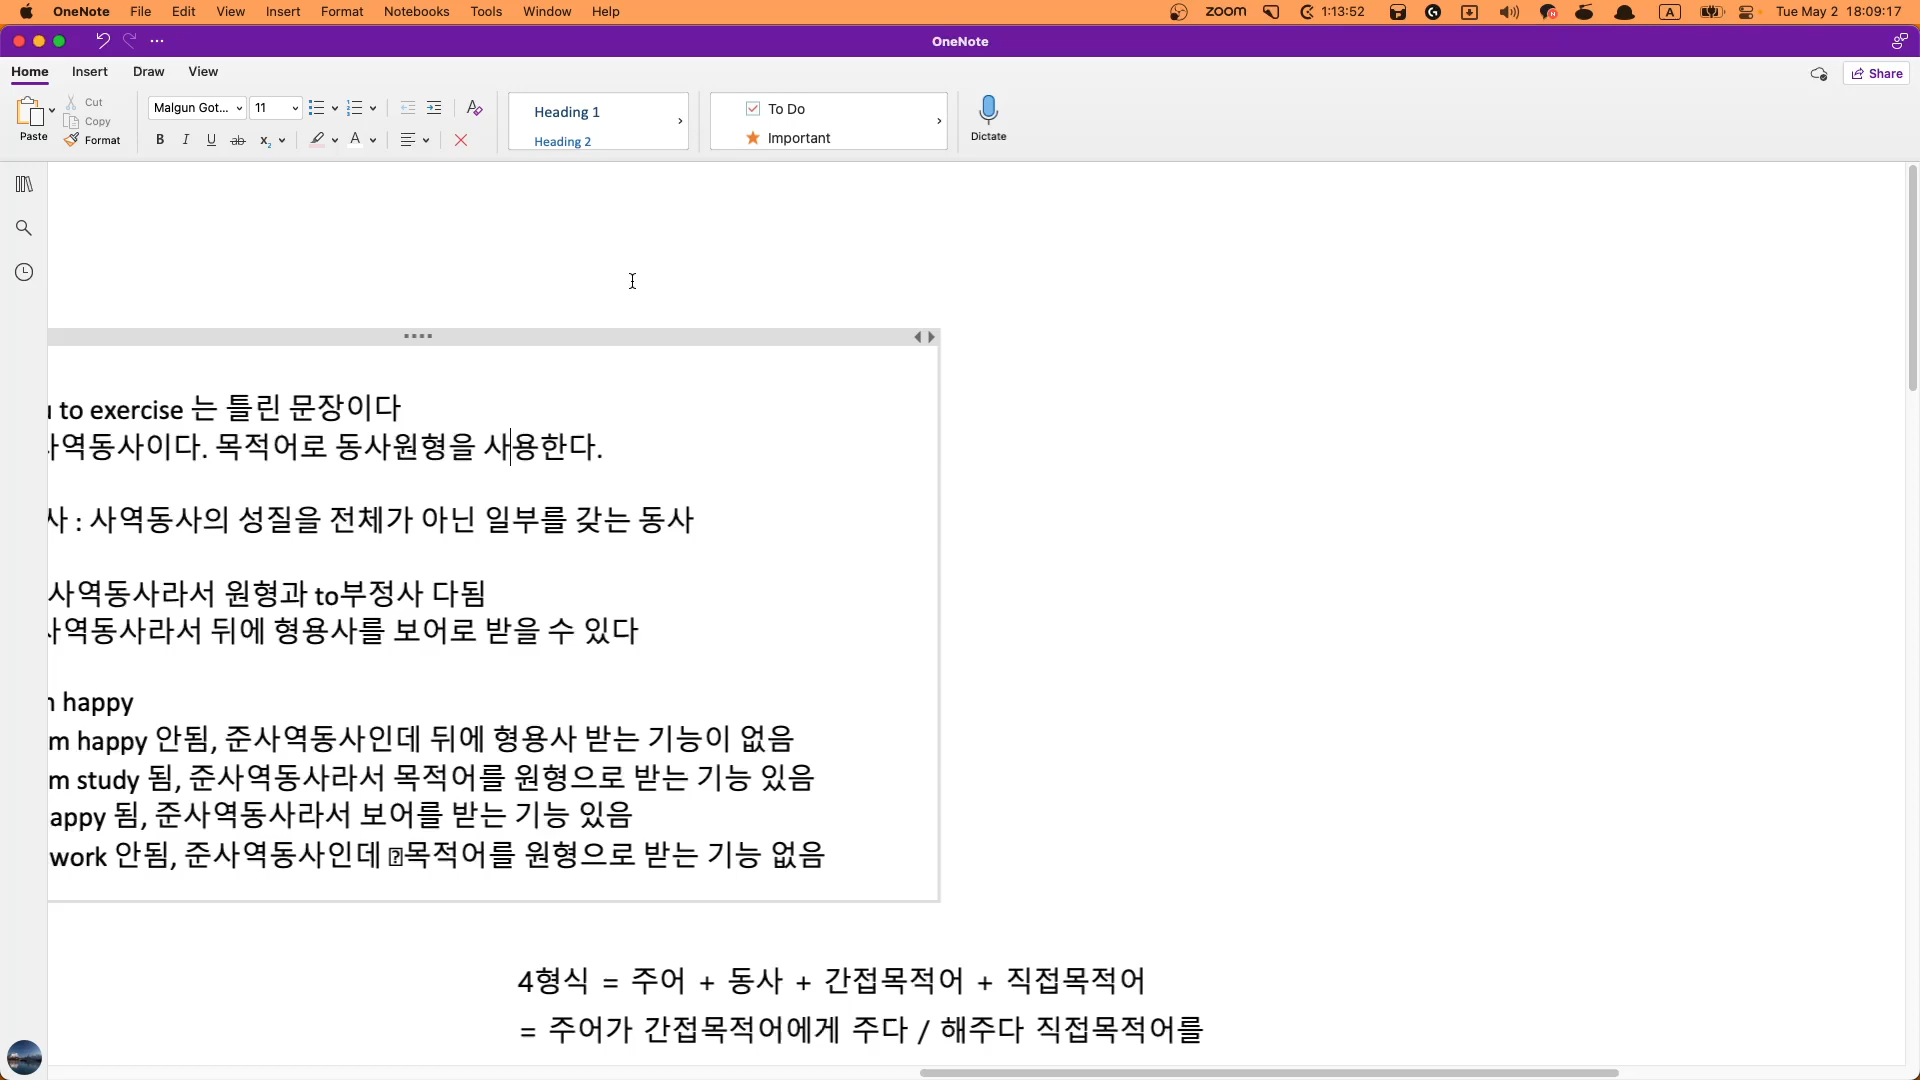 OneNote File Edit View Insert Format Notebooks Tools Window Help
zoom 1:13:52 A Tue May 2 18:09:17
OneNote
Home Insert Draw View
Share
Paste
Cut
Copy
Format
Malgun Got... 11
B I U ab x₂ A
Heading 1
Heading 2
To Do
Important
Dictate
to exercise 는 틀린 문장이다
사역동사이다. 목적어로 동사원형을 사용한다.
사 : 사역동사의 성질을 전체가 아닌 일부를 갖는 동사
사역동사라서 원형과 to부정사 다됨
사역동사라서 뒤에 형용사를 보어로 받을 수 있다
happy
m happy 안됨, 준사역동사인데 뒤에 형용사 받는 기능이 없음
m study 됨, 준사역동사라서 목적어를 원형으로 받는 기능 있음
appy 됨, 준사역동사라서 보어를 받는 기능 있음
work 안됨, 준사역동사인데 목적어를 원형으로 받는 기능 없음
4형식 = 주어 + 동사 + 간접목적어 + 직접목적어
= 주어가 간접목적어에게 주다 / 해주다 직접목적어를